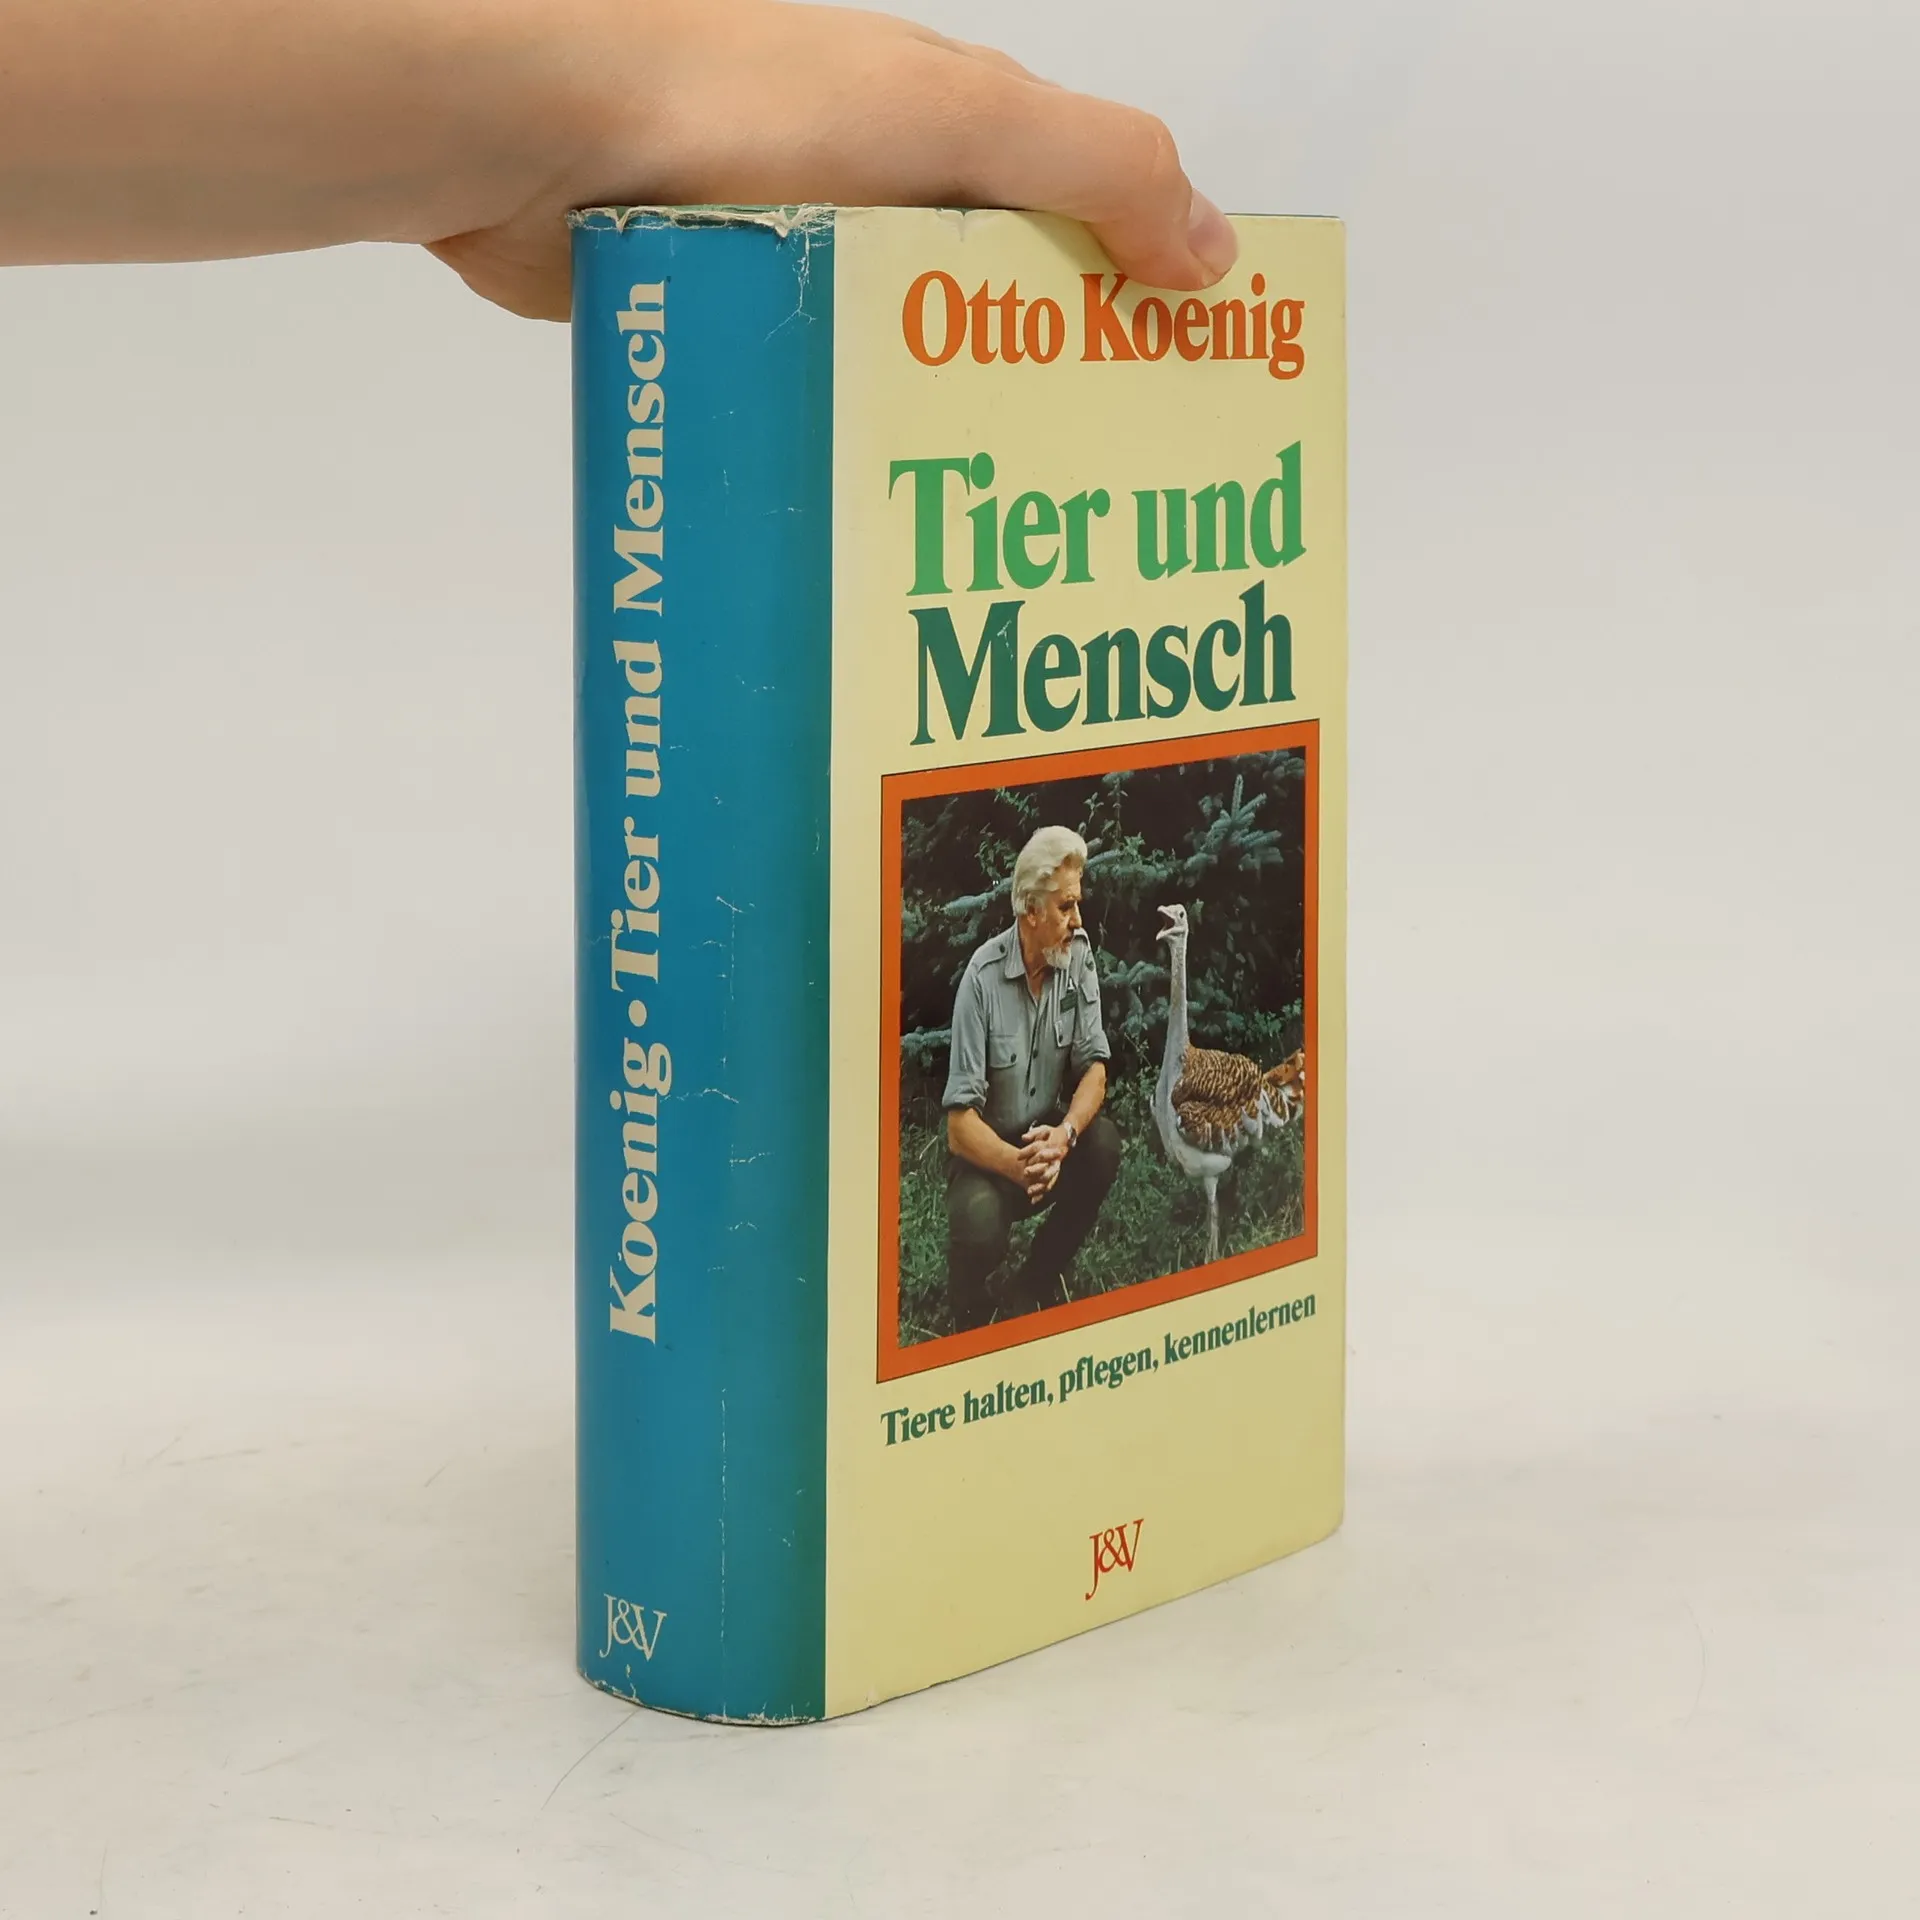 Koenig · Tier und Mensch
J&V
Otto Koenig
Tier und
Mensch
Tiere halten, pflegen, kennenlernen
J&V